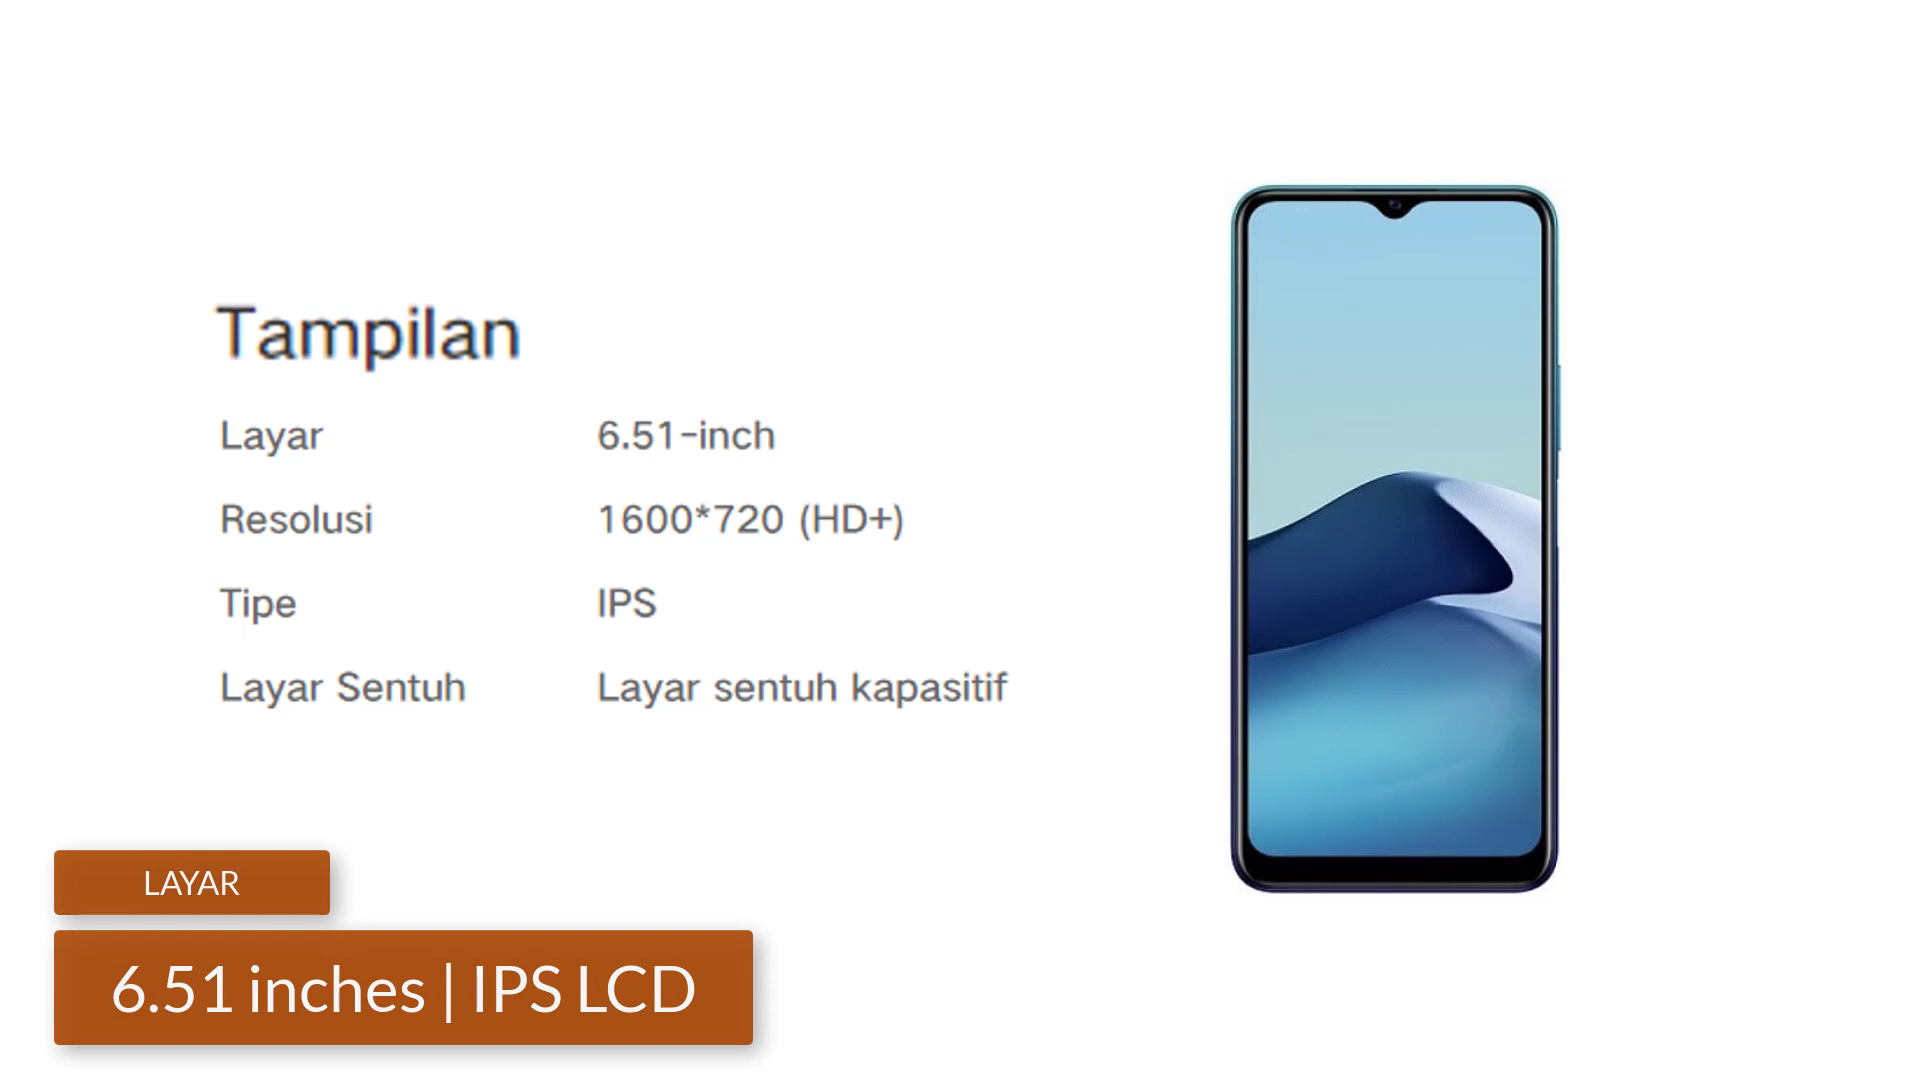 Tampilan
Layar 6.51-inch
Resolusi 1600*720 (HD+)
Tipe IPS
Layar Sentuh Layar sentuh kapasitif
LAYAR
6.51 inches | IPS LCD